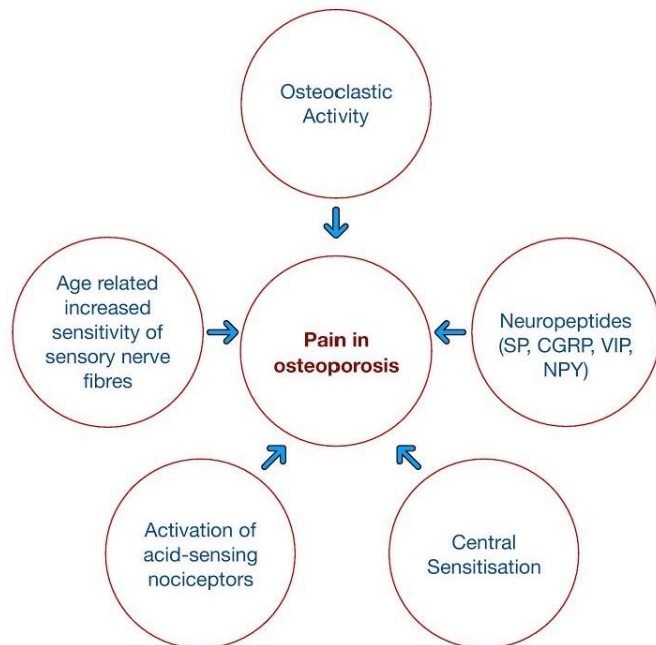 Osteoclastic
Activity
Age related
increased
sensitivity of
sensory nerve
fibres
Pain in
osteoporosis
Neuropeptides
(SP, CGRP, VIP,
NPY)
Activation of
acid-sensing
nociceptors
Central
Sensitisation